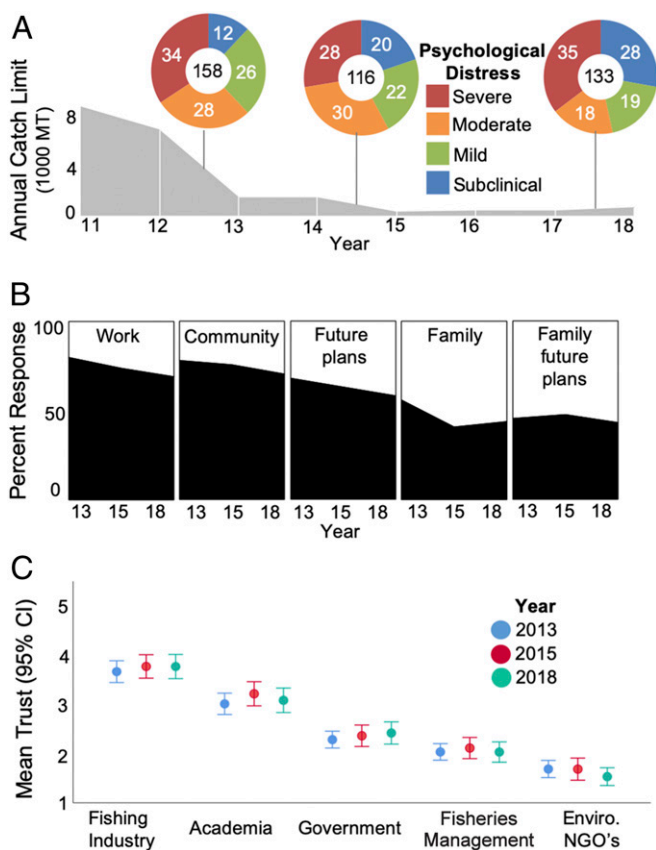 A
34
12
26
28
158
28
20
22
30
116
35
28
19
18
133
Psychological
Distress
Severe
Moderate
Mild
Subclinical
Annual Catch Limit
(1000 MT)
8
4
0
11 12 13 14 15 16 17 18
Year
B
Percent Response
100
50
0
Work
Community
Future
plans
Family
Family
future
plans
13 15 18 13 15 18 13 15 18 13 15 18 13 15 18
Year
C
Mean Trust (95% CI)
5
4
3
2
1
Year
2013
2015
2018
Fishing
Industry
Academia
Government
Fisheries
Management
Enviro.
NGO's